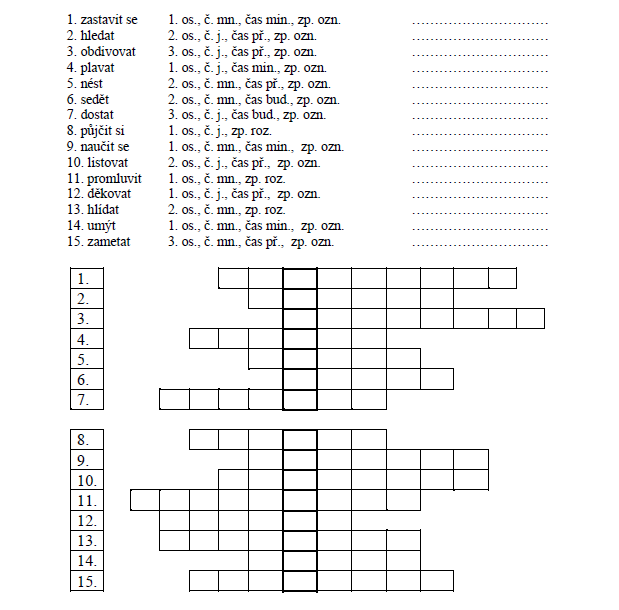 1. zastavit se 1. os., č. mn., čas min., zp. ozn. ……………………………
2. hledat 2. os., č. j., čas př., zp. ozn. ……………………………
3. obdivovat 3. os., č. j., čas př., zp. ozn. ……………………………
4. plavat 1. os., č. j., čas min., zp. ozn. ……………………………
5. nést 2. os., č. mn., čas př., zp. ozn. ……………………………
6. sedět 2. os., č. mn., čas bud., zp. ozn. ……………………………
7. dostat 3. os., č. j., čas bud., zp. ozn. ……………………………
8. půjčit si 1. os., č. j., zp. roz. ……………………………
9. naučit se 1. os., č. mn., čas min., zp. ozn. ……………………………
10. listovat 2. os., č. j., čas př., zp. ozn. ……………………………
11. promluvit 1. os., č. mn., zp. roz. ……………………………
12. děkovat 1. os., č. j., čas př., zp. ozn. ……………………………
13. hlídat 2. os., č. mn., zp. roz. ……………………………
14. umýt 1. os., č. mn., čas min., zp. ozn. ……………………………
15. zametat 3. os., č. mn., čas př., zp. ozn. ……………………………
1.
2.
3.
4.
5.
6.
7.
8.
9.
10.
11.
12.
13.
14.
15.